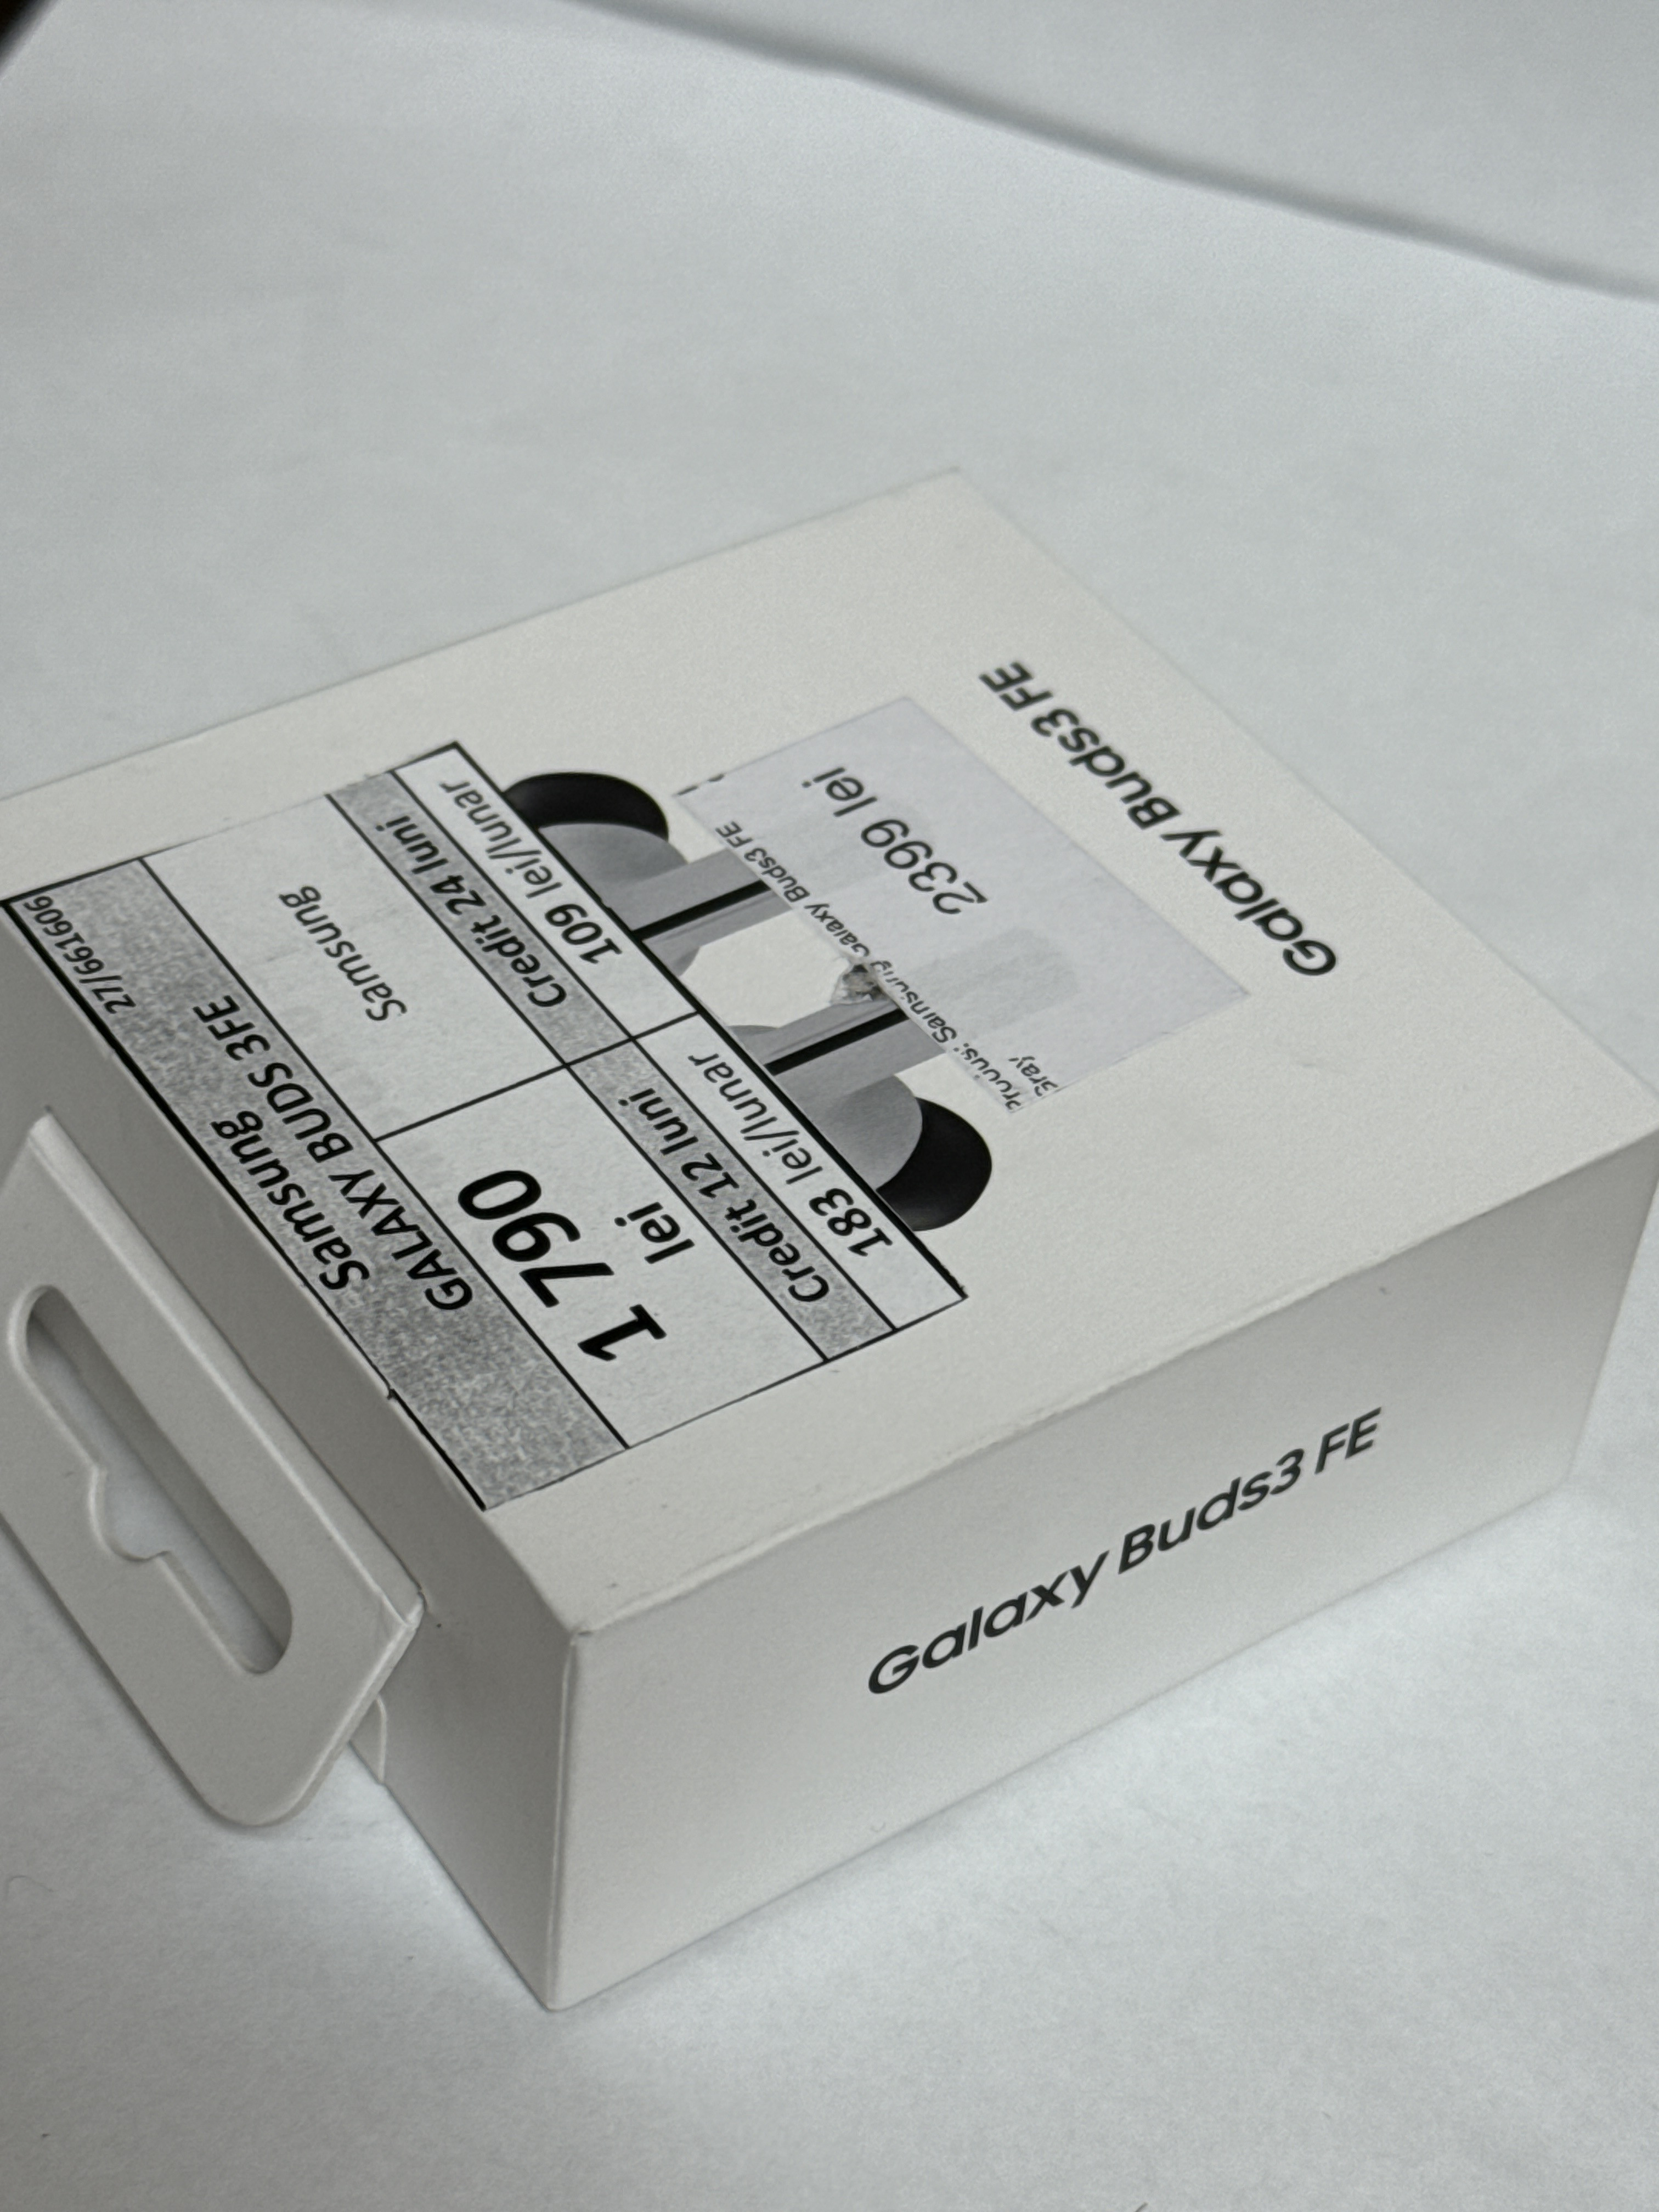 27/661606
Samsung
GALAXY BUDS 3FE
1 790
lei
Samsung
Credit 12 luni
Credit 24 luni
183 lei/lunar
109 lei/lunar
Samsung Galaxy Buds3 FE
Gray
2399 lei
Galaxy Buds3 FE
Galaxy Buds3 FE